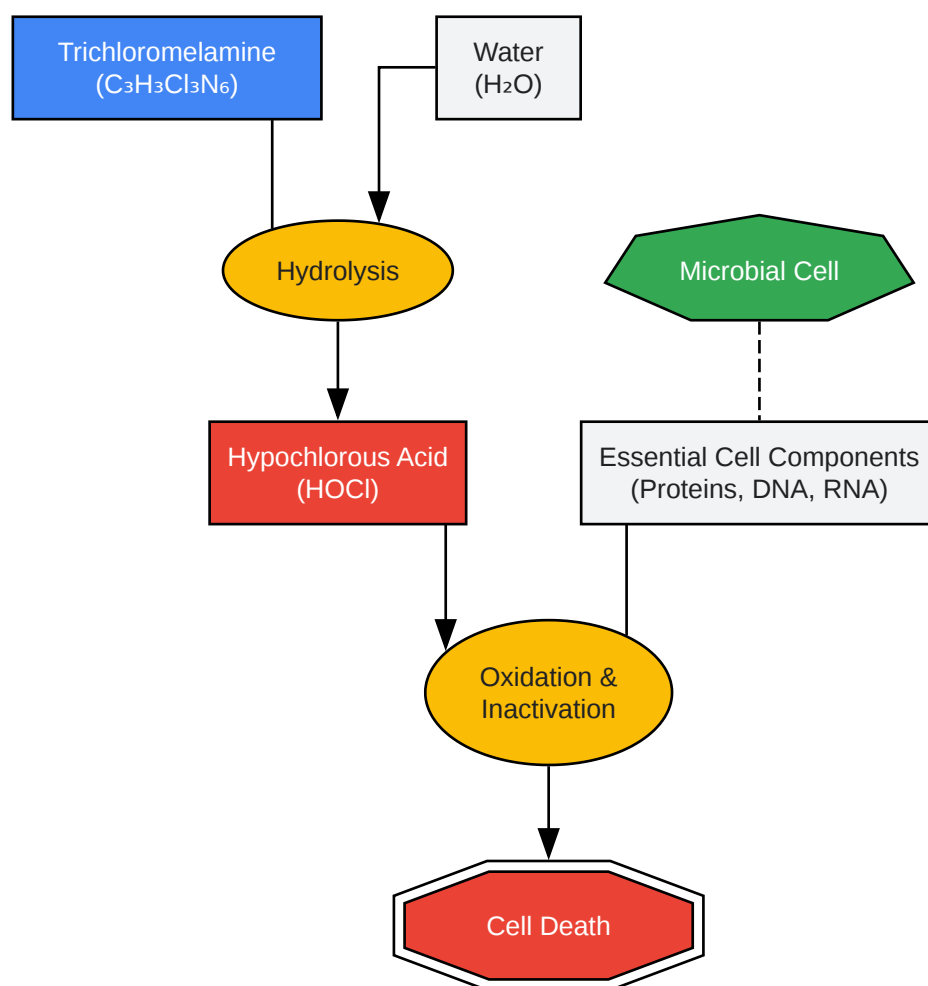 Trichloromelamine
(C₃H₃Cl₃N₆)
Water
(H₂O)
Hydrolysis
Microbial Cell
Hypochlorous Acid
(HOCl)
Essential Cell Components
(Proteins, DNA, RNA)
Oxidation &
Inactivation
Cell Death